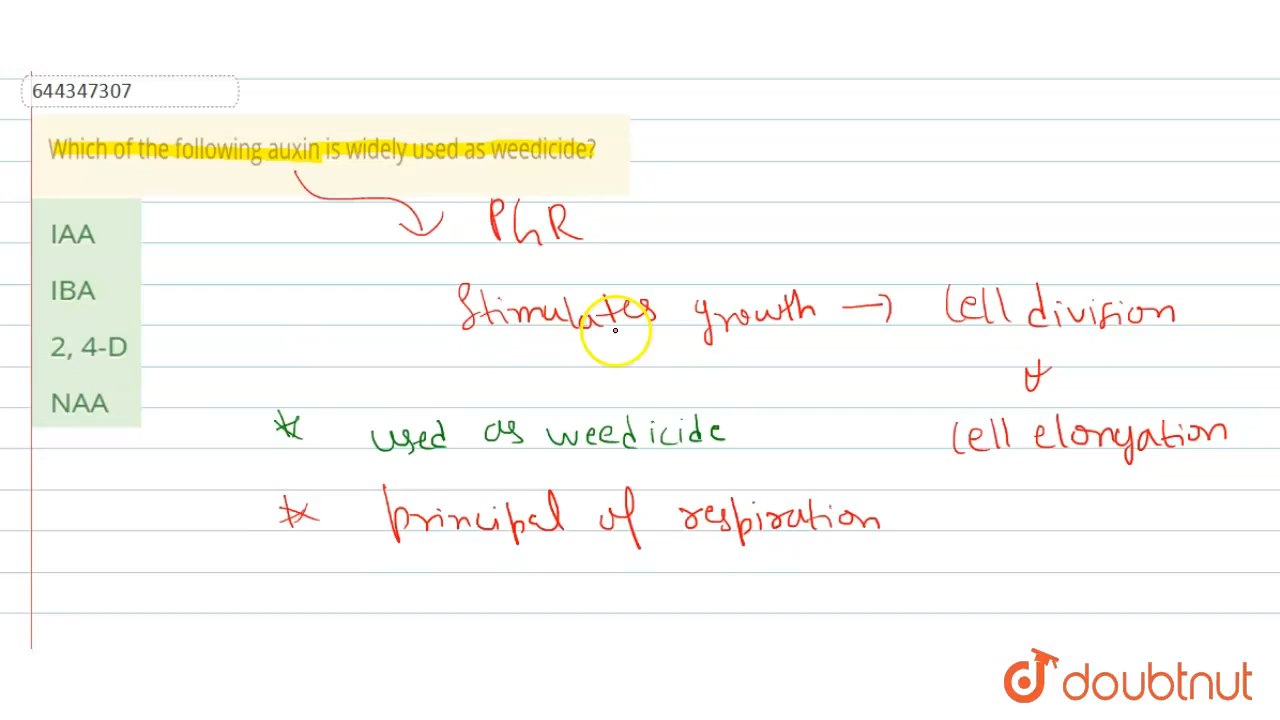 644347307
Which of the following auxin is widely used as weedicide?
IAA
IBA
2, 4-D
NAA
PGR
Stimulates growth → Cell division
&
Cell elongation
* used as weedicide
* principal of respiration
doubtnut